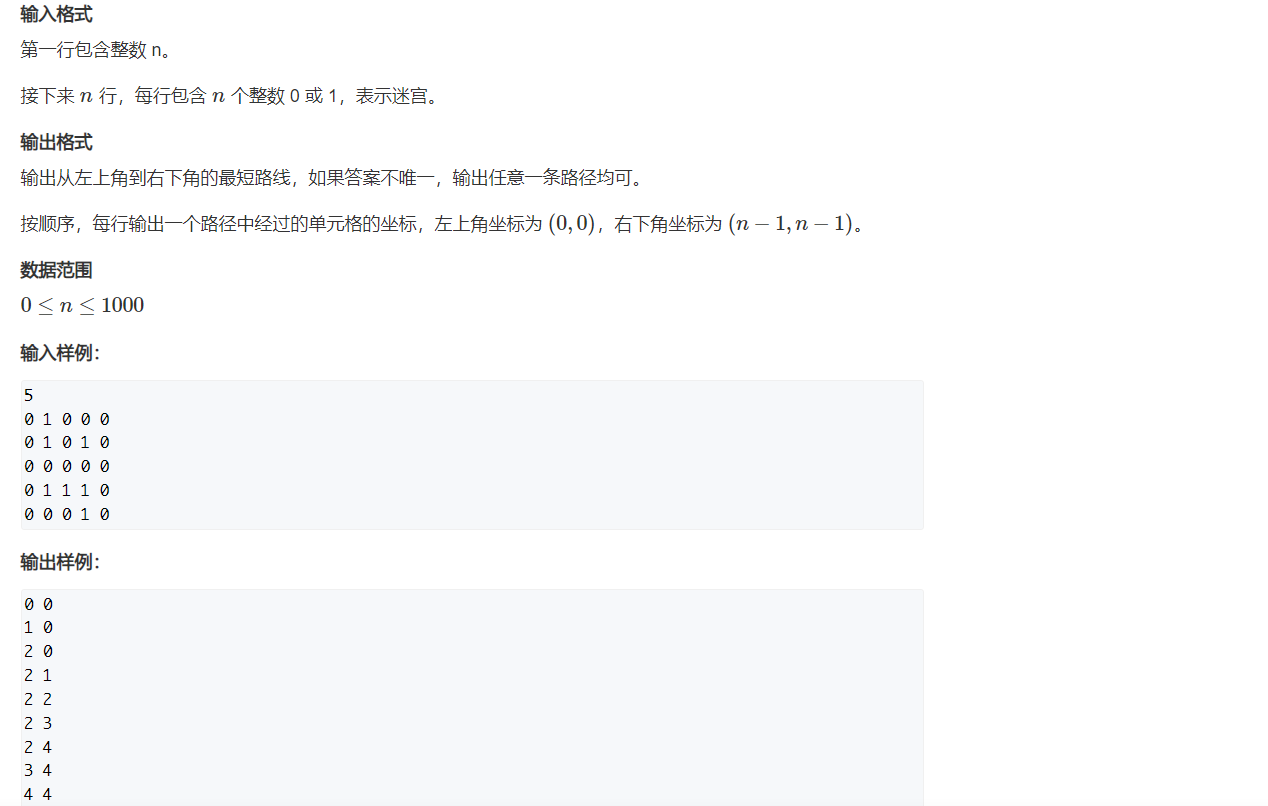 输入格式
第一行包含整数 n。
接下来 n 行，每行包含 n 个整数 0 或 1，表示迷宫。
输出格式
输出从左上角到右下角的最短路线，如果答案不唯一，输出任意一条路径均可。
按顺序，每行输出一个路径中经过的单元格的坐标，左上角坐标为 (0, 0)，右下角坐标为 (n − 1, n − 1)。
数据范围
0 ≤ n ≤ 1000
输入样例：
5
0 1 0 0 0
0 1 0 1 0
0 0 0 0 0
0 1 1 1 0
0 0 0 1 0
输出样例：
0 0
1 0
2 0
2 1
2 2
2 3
2 4
3 4
4 4